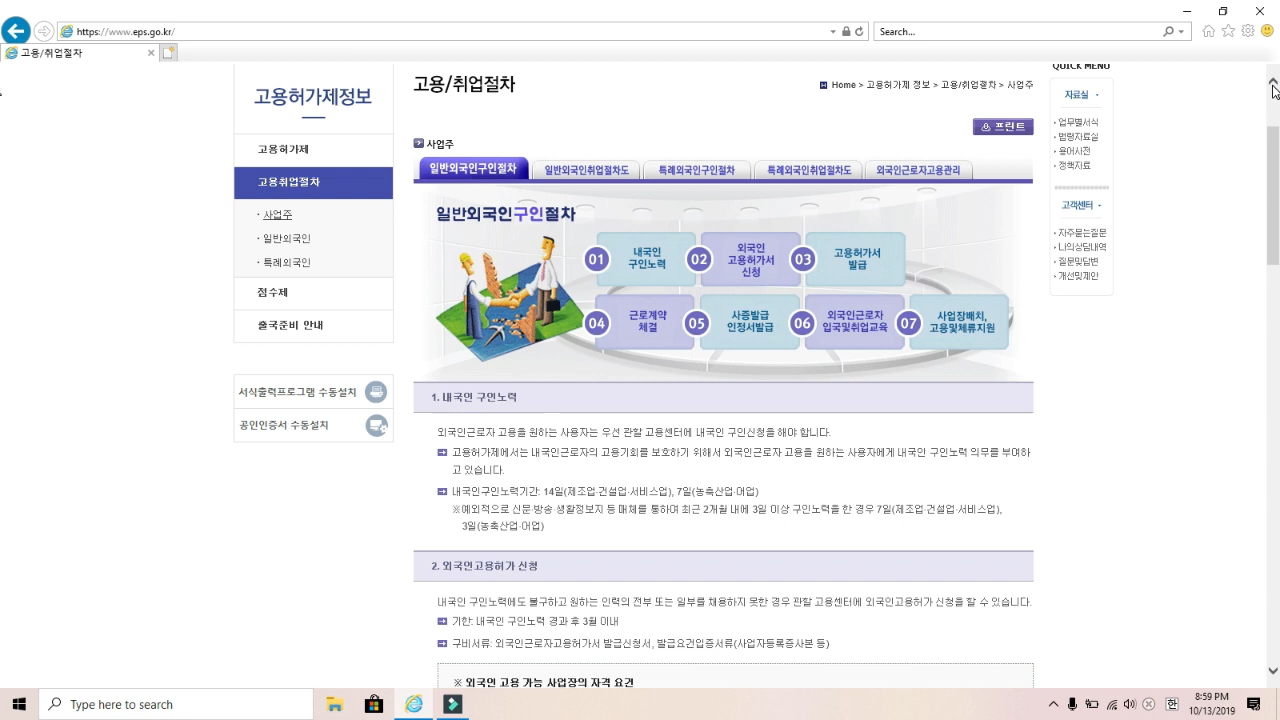 https://www.eps.go.kr/
Search...
고용/취업절차
고용허가제정보
고용허가제
고용취업절차
· 사업주
· 일반외국인
· 특례외국인
점수제
출국준비 안내
서식출력프로그램 수동설치
공인인증서 수동설치
고용/취업절차
Home > 고용허가제 정보 > 고용/취업절차 > 사업주
프린트
사업주
일반외국인구인절차
일반외국인취업절차도
특례외국인구인절차
특례외국인취업절차도
외국인근로자고용관리
일반외국인구인절차
01 내국인
구인노력
02 외국인
고용허가서
신청
03 고용허가서
발급
04 근로계약
체결
05 사증발급
인정서발급
06 외국인근로자
입국및취업교육
07 사업장배치,
고용및체류지원
1. 내국인 구인노력
외국인근로자 고용을 원하는 사용자는 우선 관할 고용센터에 내국인 구인신청을 해야 합니다.
고용허가제에서는 내국인근로자의 고용기회를 보호하기 위해서 외국인근로자 고용을 원하는 사용자에게 내국인 구인노력 의무를 부여하
고 있습니다.
내국인구인노력기간: 14일(제조업·건설업·서비스업), 7일(농축산업·어업)
※예외적으로 신문·방송 생활정보지 등 매체를 통하여 최근 2개월 내에 3일 이상 구인노력을 한 경우 7일(제조업·건설업·서비스업),
3일(농축산업·어업)
2. 외국인고용허가 신청
내국인 구인노력에도 불구하고 원하는 인력의 전부 또는 일부를 채용하지 못한 경우 관할 고용센터에 외국인고용허가 신청을 할 수 있습니다.
기한: 내국인 구인노력 경과 후 3월 이내
구비서류: 외국인근로자고용허가서 발급신청서, 발급요건입증서류(사업자등록증사본 등)
※ 외국인 고용 가능 사업장의 자격 요건
QUICK MENU
자료실
업무별서식
법령자료실
용어사전
정책자료
고객센터
자주묻는질문
나의상담내역
질문및답변
개선및제안
Type here to search
한
8:59 PM
10/13/2019